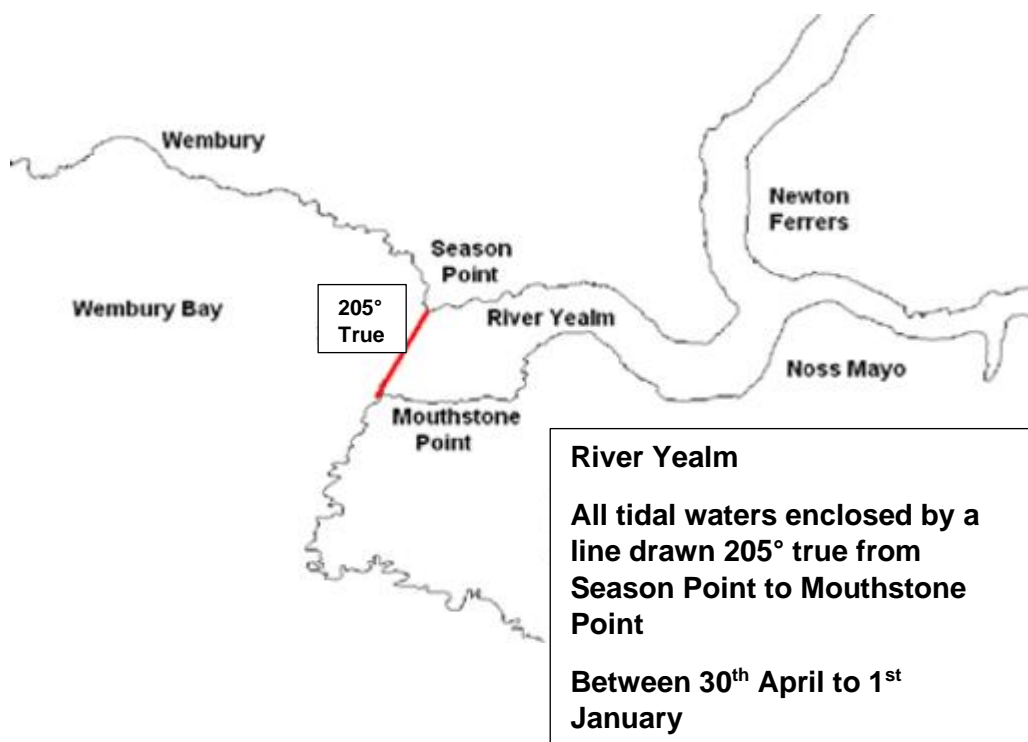 Wembury
Newton
Ferrers
Season
Point
Wembury Bay
205°
True
River Yealm
Noss Mayo
Mouthstone
Point
River Yealm
All tidal waters enclosed by a
line drawn 205° true from
Season Point to Mouthstone
Point
Between 30th April to 1st
January